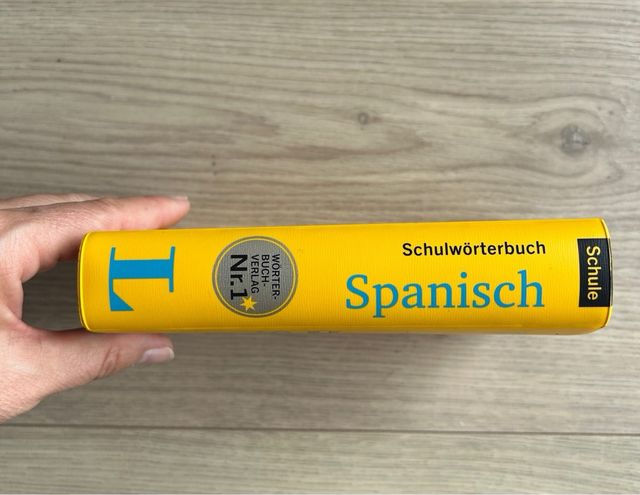 L
WÖRTER-
BUCH-
VERLAG
Nr.1
Schulwörterbuch
Spanisch
Schule